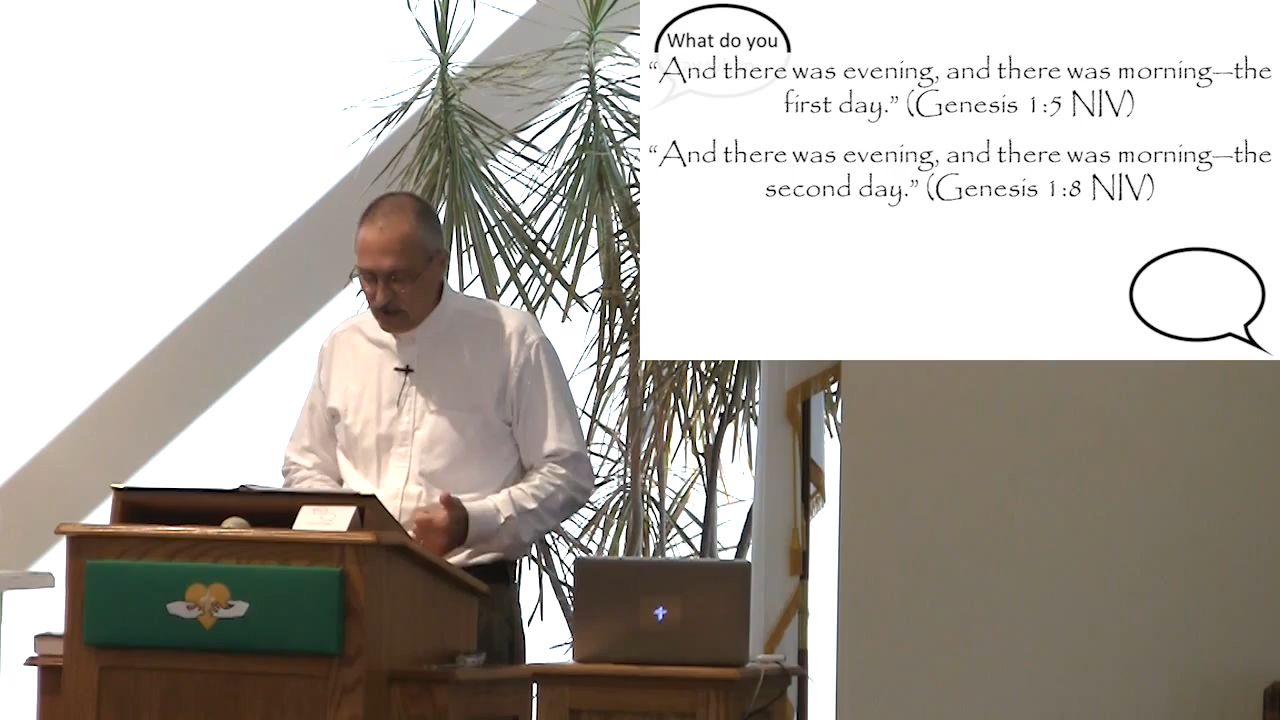 What do you
“And there was evening, and there was morning—the
first day.” (Genesis 1:5 NIV)
“And there was evening, and there was morning—the
second day.” (Genesis 1:8 NIV)